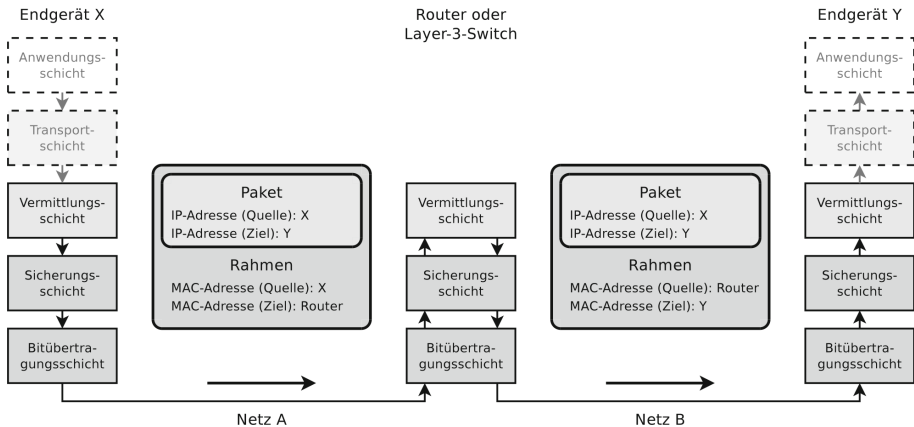 Endgerät X
Anwendungs-
schicht
Transport-
schicht
Vermittlungs-
schicht
Sicherungs-
schicht
Bitübertra-
gungsschicht
Paket
IP-Adresse (Quelle): X
IP-Adresse (Ziel): Y
Rahmen
MAC-Adresse (Quelle): X
MAC-Adresse (Ziel): Router
Netz A
Router oder
Layer-3-Switch
Vermittlungs-
schicht
Sicherungs-
schicht
Bitübertra-
gungsschicht
Paket
IP-Adresse (Quelle): X
IP-Adresse (Ziel): Y
Rahmen
MAC-Adresse (Quelle): Router
MAC-Adresse (Ziel): Y
Netz B
Endgerät Y
Anwendungs-
schicht
Transport-
schicht
Vermittlungs-
schicht
Sicherungs-
schicht
Bitübertra-
gungsschicht